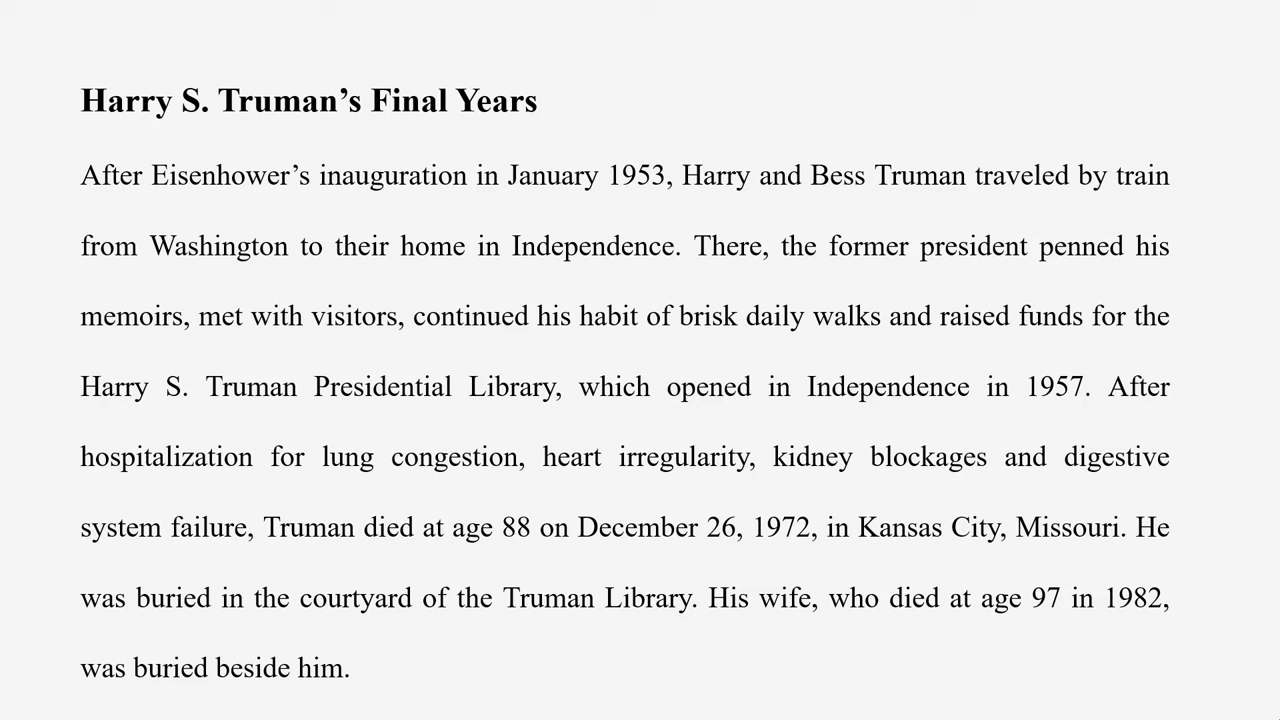 Harry S. Truman’s Final Years
After Eisenhower’s inauguration in January 1953, Harry and Bess Truman traveled by train
from Washington to their home in Independence. There, the former president penned his
memoirs, met with visitors, continued his habit of brisk daily walks and raised funds for the
Harry S. Truman Presidential Library, which opened in Independence in 1957. After
hospitalization for lung congestion, heart irregularity, kidney blockages and digestive
system failure, Truman died at age 88 on December 26, 1972, in Kansas City, Missouri. He
was buried in the courtyard of the Truman Library. His wife, who died at age 97 in 1982,
was buried beside him.